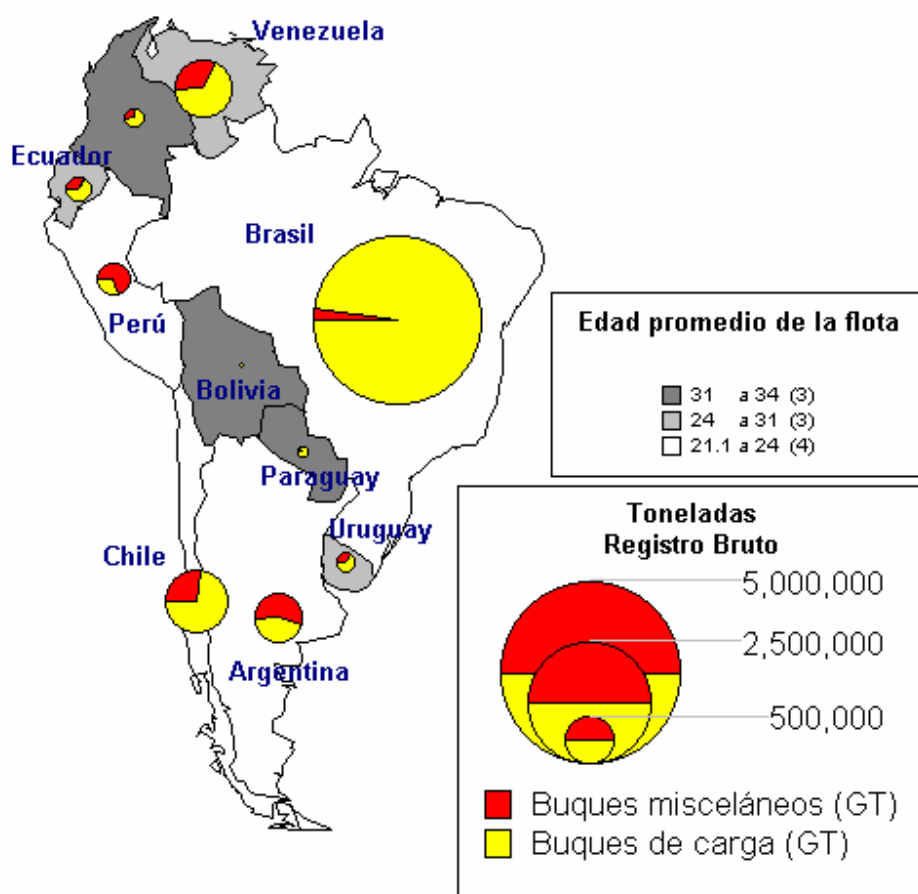 Venezuela
Ecuador
Brasil
Perú
Bolivia
Paraguay
Uruguay
Chile
Argentina
Edad promedio de la flota
31 a 34 (3)
24 a 31 (3)
21.1 a 24 (4)
Toneladas
Registro Bruto
5,000,000
2,500,000
500,000
Buques misceláneos (GT)
Buques de carga (GT)